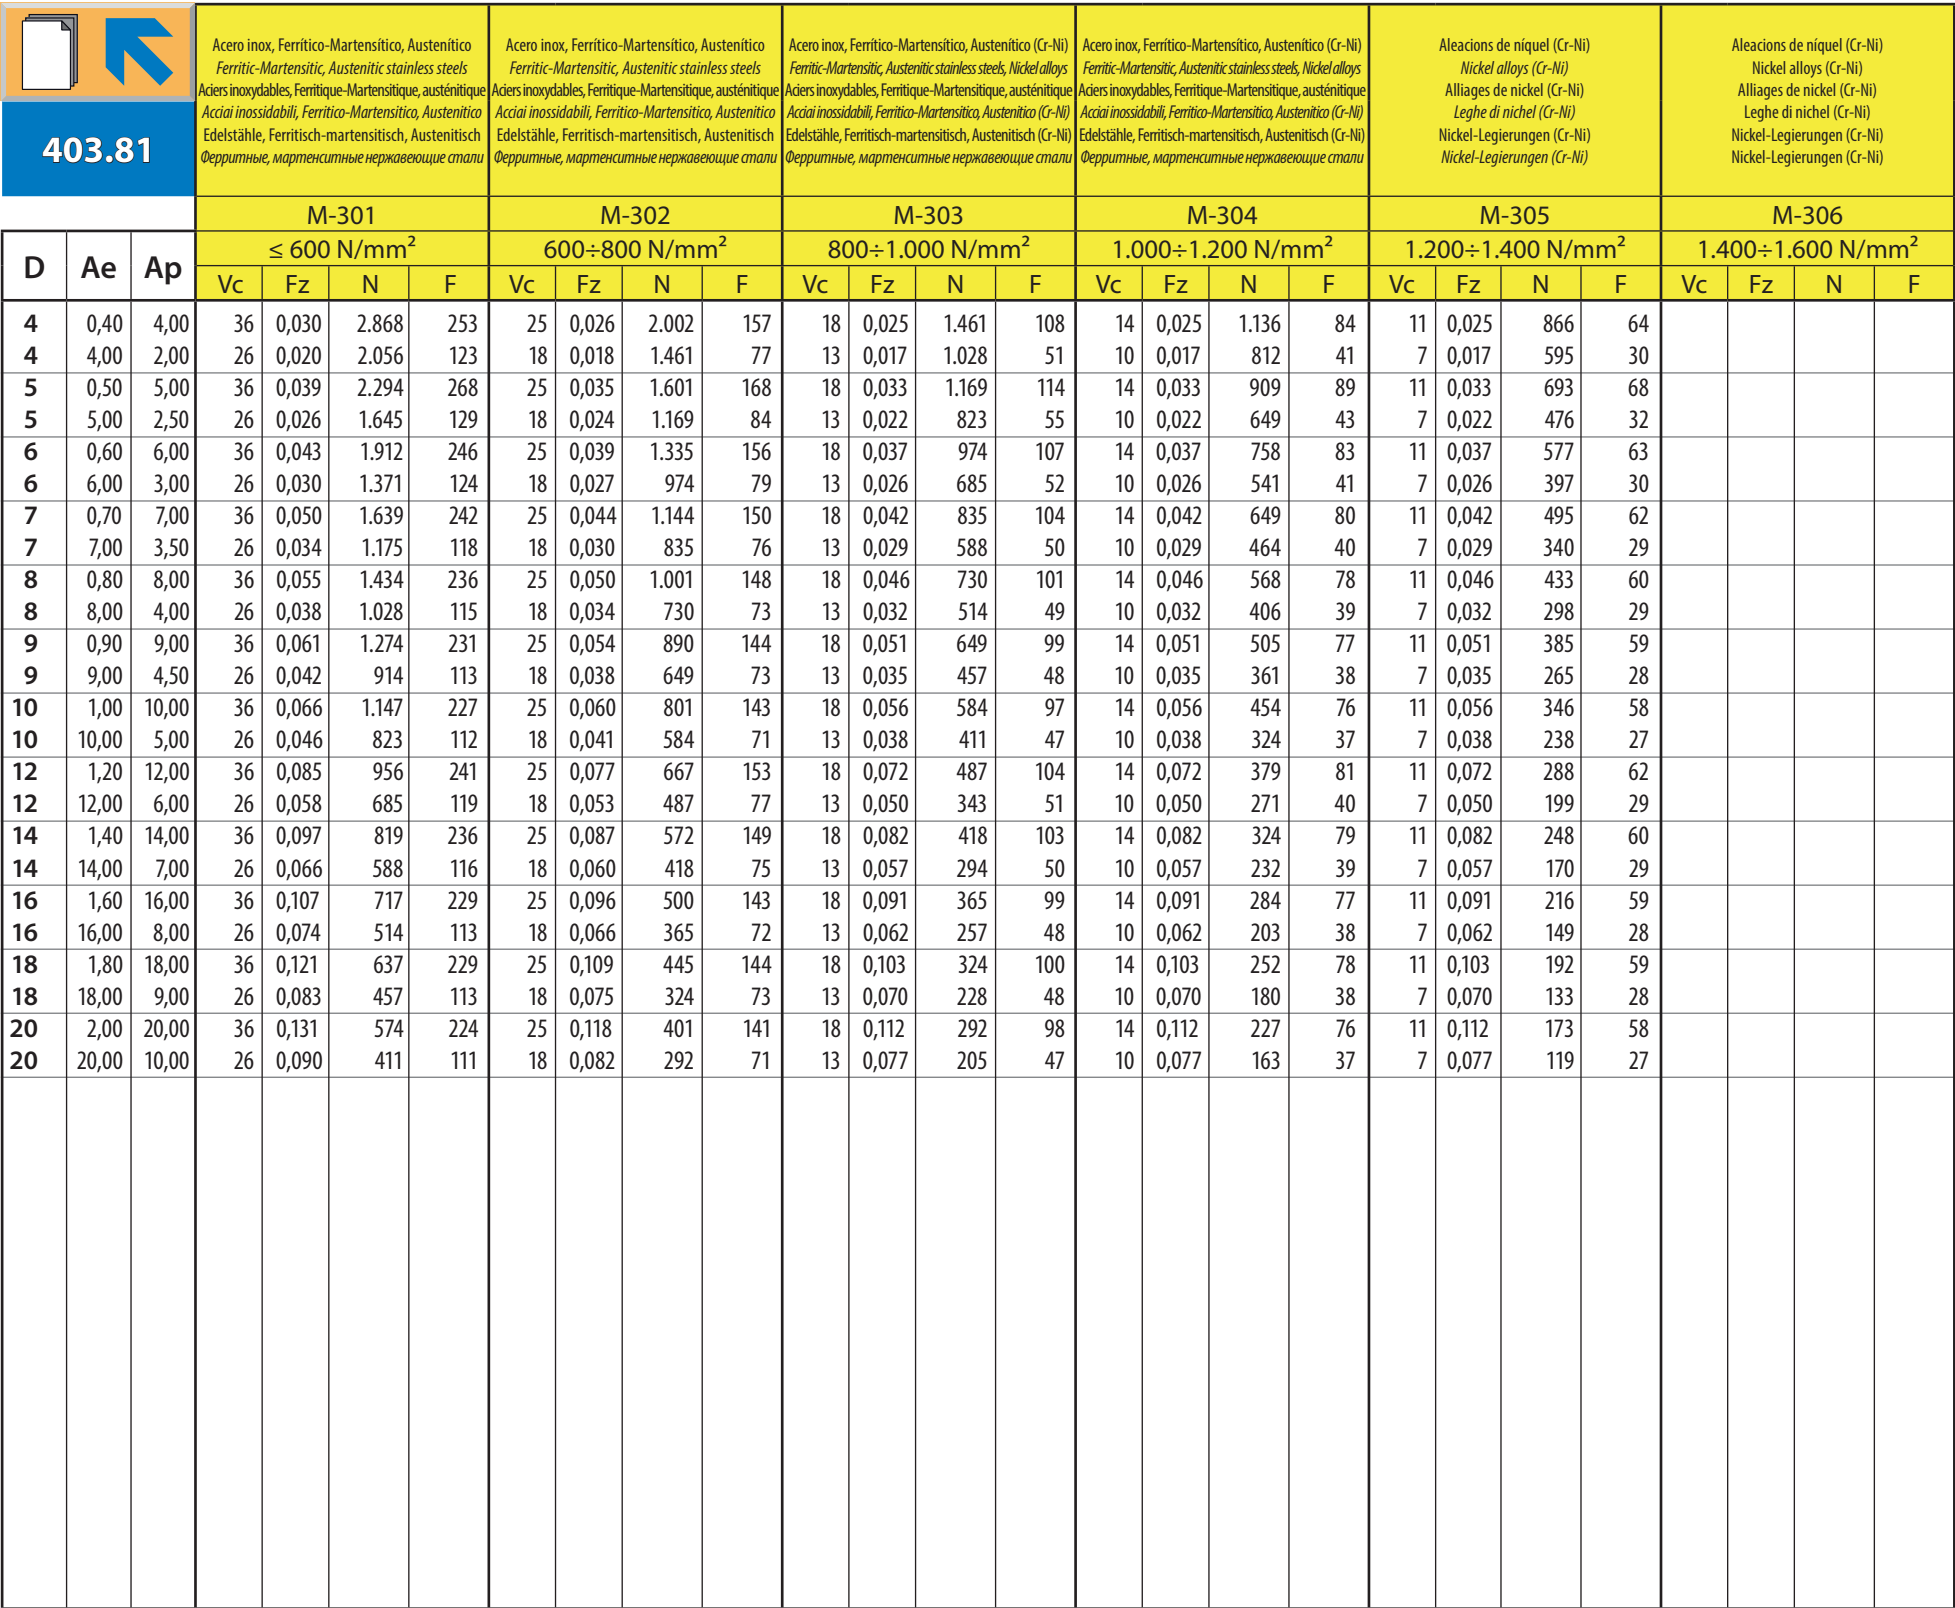 403.81
Acero inox, Ferrítico-Martensítico, Austenítico
Ferritic-Martensitic, Austenitic stainless steels
Aciers inoxydables, Ferritique-Martensitique, austénitique
Acciai inossidabili, Ferritico-Martensitico, Austenitico
Edelstähle, Ferritisch-martensitisch, Austenitisch
Ферритные, мартенситные нержавеющие стали
Acero inox, Ferrítico-Martensítico, Austenítico
Ferritic-Martensitic, Austenitic stainless steels
Aciers inoxydables, Ferritique-Martensitique, austénitique
Acciai inossidabili, Ferritico-Martensitico, Austenitico
Edelstähle, Ferritisch-martensitisch, Austenitisch
Ферритные, мартенситные нержавеющие стали
Acero inox, Ferrítico-Martensítico, Austenítico (Cr-Ni)
Ferritic-Martensitic, Austenitic stainless steels, Nickel alloys
Aciers inoxydables, Ferritique-Martensitique, austénitique
Acciai inossidabili, Ferritico-Martensitico, Austenitico (Cr-Ni)
Edelstähle, Ferritisch-martensitisch, Austenitisch (Cr-Ni)
Ферритные, мартенситные нержавеющие стали
Acero inox, Ferrítico-Martensítico, Austenítico (Cr-Ni)
Ferritic-Martensitic, Austenitic stainless steels, Nickel alloys
Aciers inoxydables, Ferritique-Martensitique, austénitique
Acciai inossidabili, Ferritico-Martensitico, Austenitico (Cr-Ni)
Edelstähle, Ferritisch-martensitisch, Austenitisch (Cr-Ni)
Ферритные, мартенситные нержавеющие стали
Aleacions de níquel (Cr-Ni)
Nickel alloys (Cr-Ni)
Alliages de nickel (Cr-Ni)
Leghe di nichel (Cr-Ni)
Nickel-Legierungen (Cr-Ni)
Nickel-Legierungen (Cr-Ni)
Aleacions de níquel (Cr-Ni)
Nickel alloys (Cr-Ni)
Alliages de nickel (Cr-Ni)
Leghe di nichel (Cr-Ni)
Nickel-Legierungen (Cr-Ni)
Nickel-Legierungen (Cr-Ni)
M-301 M-302 M-303 M-304 M-305 M-306
D Ae Ap ≤ 600 N/mm² 600÷800 N/mm² 800÷1.000 N/mm² 1.000÷1.200 N/mm² 1.200÷1.400 N/mm² 1.400÷1.600 N/mm²
Vc Fz N F Vc Fz N F Vc Fz N F Vc Fz N F Vc Fz N F Vc Fz N F
4 0,40 4,00 36 0,030 2.868 253 25 0,026 2.002 157 18 0,025 1.461 108 14 0,025 1.136 84 11 0,025 866 64
4 4,00 2,00 26 0,020 2.056 123 18 0,018 1.461 77 13 0,017 1.028 51 10 0,017 812 41 7 0,017 595 30
5 0,50 5,00 36 0,039 2.294 268 25 0,035 1.601 168 18 0,033 1.169 114 14 0,033 909 89 11 0,033 693 68
5 5,00 2,50 26 0,026 1.645 129 18 0,024 1.169 84 13 0,022 823 55 10 0,022 649 43 7 0,022 476 32
6 0,60 6,00 36 0,043 1.912 246 25 0,039 1.335 156 18 0,037 974 107 14 0,037 758 83 11 0,037 577 63
6 6,00 3,00 26 0,030 1.371 124 18 0,027 974 79 13 0,026 685 52 10 0,026 541 41 7 0,026 397 30
7 0,70 7,00 36 0,050 1.639 242 25 0,044 1.144 150 18 0,042 835 104 14 0,042 649 80 11 0,042 495 62
7 7,00 3,50 26 0,034 1.175 118 18 0,030 835 76 13 0,029 588 50 10 0,029 464 40 7 0,029 340 29
8 0,80 8,00 36 0,055 1.434 236 25 0,050 1.001 148 18 0,046 730 101 14 0,046 568 78 11 0,046 433 60
8 8,00 4,00 26 0,038 1.028 115 18 0,034 730 73 13 0,032 514 49 10 0,032 406 39 7 0,032 298 29
9 0,90 9,00 36 0,061 1.274 231 25 0,054 890 144 18 0,051 649 99 14 0,051 505 77 11 0,051 385 59
9 9,00 4,50 26 0,042 914 113 18 0,038 649 73 13 0,035 457 48 10 0,035 361 38 7 0,035 265 28
10 1,00 10,00 36 0,066 1.147 227 25 0,060 801 143 18 0,056 584 97 14 0,056 454 76 11 0,056 346 58
10 10,00 5,00 26 0,046 823 112 18 0,041 584 71 13 0,038 411 47 10 0,038 324 37 7 0,038 238 27
12 1,20 12,00 36 0,085 956 241 25 0,077 667 153 18 0,072 487 104 14 0,072 379 81 11 0,072 288 62
12 12,00 6,00 26 0,058 685 119 18 0,053 487 77 13 0,050 343 51 10 0,050 271 40 7 0,050 199 29
14 1,40 14,00 36 0,097 819 236 25 0,087 572 149 18 0,082 418 103 14 0,082 324 79 11 0,082 248 60
14 14,00 7,00 26 0,066 588 116 18 0,060 418 75 13 0,057 294 50 10 0,057 232 39 7 0,057 170 29
16 1,60 16,00 36 0,107 717 229 25 0,096 500 143 18 0,091 365 99 14 0,091 284 77 11 0,091 216 59
16 16,00 8,00 26 0,074 514 113 18 0,066 365 72 13 0,062 257 48 10 0,062 203 38 7 0,062 149 28
18 1,80 18,00 36 0,121 637 229 25 0,109 445 144 18 0,103 324 100 14 0,103 252 78 11 0,103 192 59
18 18,00 9,00 26 0,083 457 113 18 0,075 324 73 13 0,070 228 48 10 0,070 180 38 7 0,070 133 28
20 2,00 20,00 36 0,131 574 224 25 0,118 401 141 18 0,112 292 98 14 0,112 227 76 11 0,112 173 58
20 20,00 10,00 26 0,090 411 111 18 0,082 292 71 13 0,077 205 47 10 0,077 163 37 7 0,077 119 27